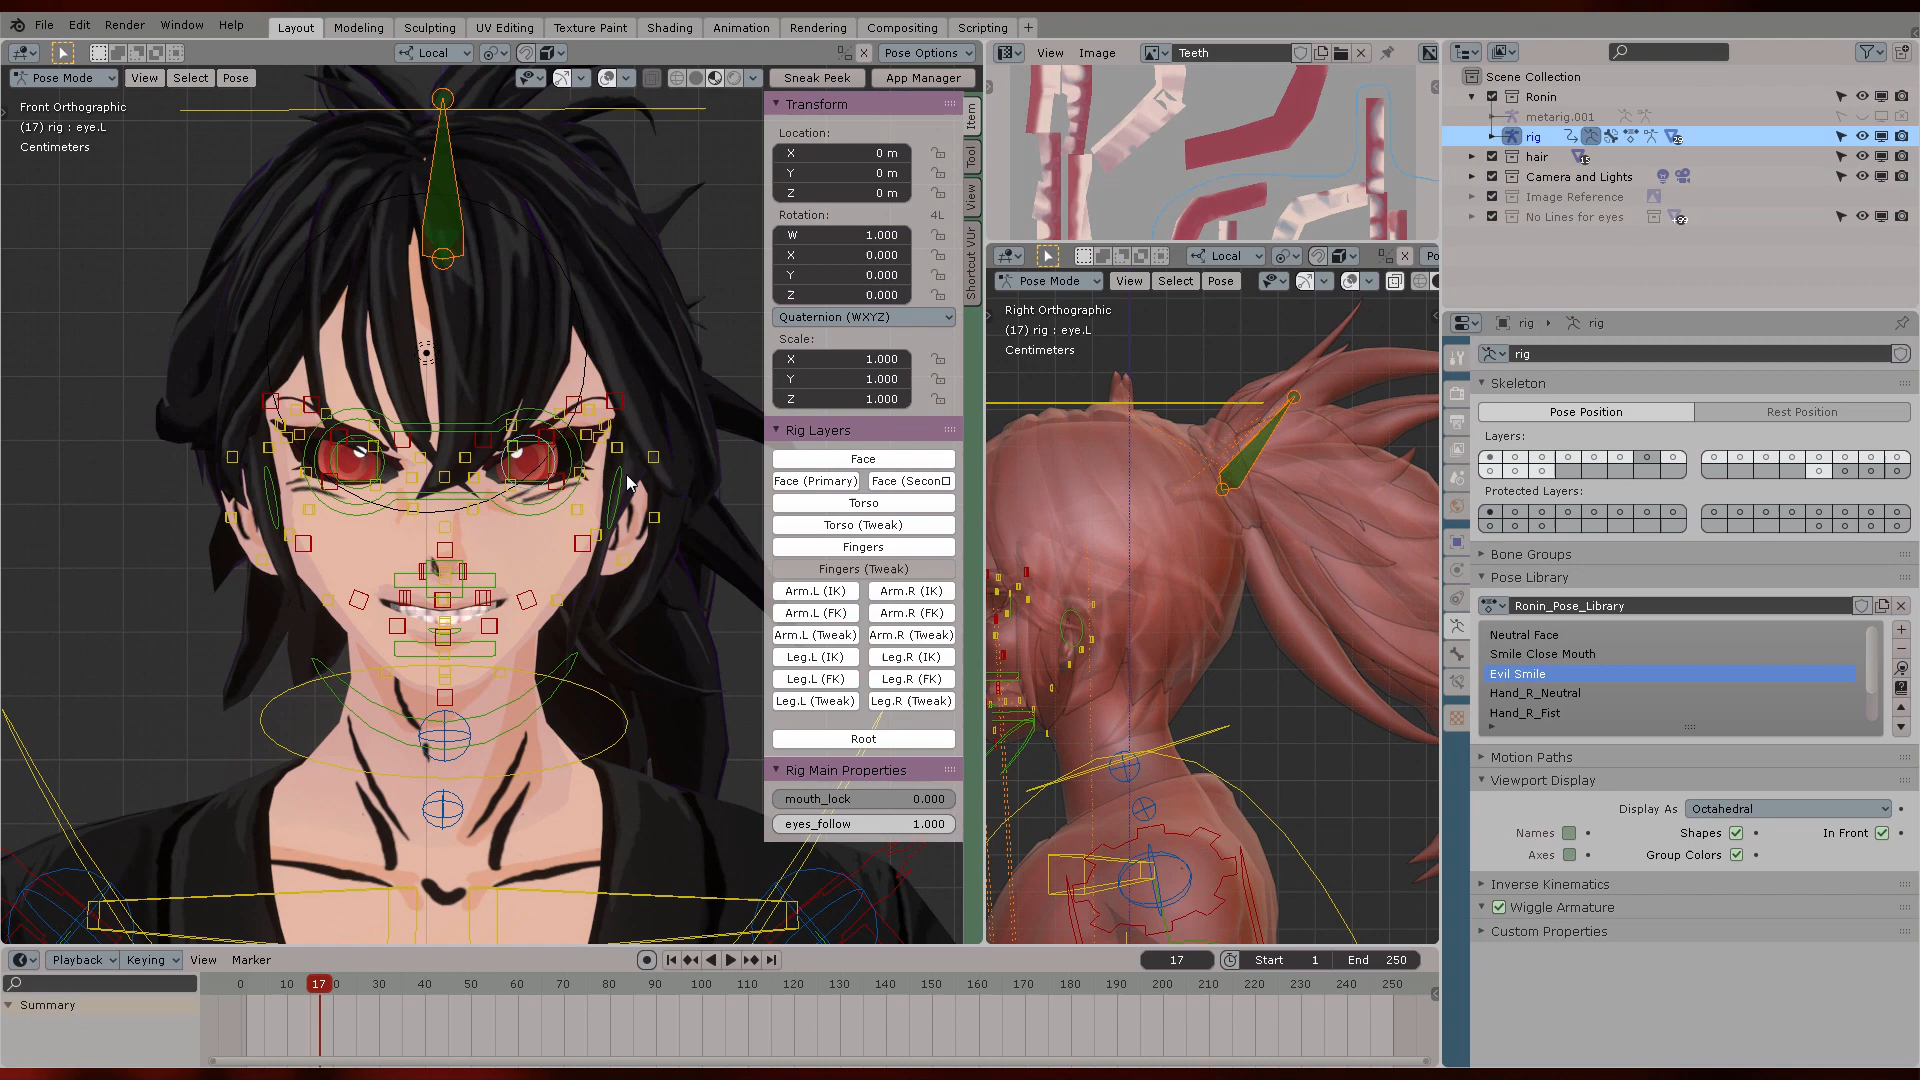 File Edit Render Window Help Layout Modeling Sculpting UV Editing Texture Paint Shading Animation Rendering Compositing Scripting +
Local Pose Options
Pose Mode View Select Pose Sneak Peek App Manager
Front Orthographic
(17) rig : eye.L
Centimeters
Transform
Location:
X 0 m
Y 0 m
Z 0 m
Rotation: 4L
W 1.000
X 0.000
Y 0.000
Z 0.000
Quaternion (WXYZ)
Scale:
X 1.000
Y 1.000
Z 1.000
Rig Layers
Face
Face (Primary) Face (Secon
Torso
Torso (Tweak)
Fingers
Fingers (Tweak)
Arm.L (IK) Arm.R (IK)
Arm.L (FK) Arm.R (FK)
Arm.L (Tweak) Arm.R (Tweak)
Leg.L (IK) Leg.R (IK)
Leg.L (FK) Leg.R (FK)
Leg.L (Tweak) Leg.R (Tweak)
Root
Rig Main Properties
mouth_lock 0.000
eyes_follow 1.000
Item
Tool
View
Shortcut VUr
View Image Teeth
Local Po
Pose Mode View Select Pose
Right Orthographic
(17) rig : eye.L
Centimeters
Scene Collection
Ronin
metarig.001
rig 29
hair 15
Camera and Lights
Image Reference
No Lines for eyes +99
rig rig
rig
Skeleton
Pose Position Rest Position
Layers:
Protected Layers:
Bone Groups
Pose Library
Ronin_Pose_Library
Neutral Face
Smile Close Mouth
Evil Smile
Hand_R_Neutral
Hand_R_Fist
Motion Paths
Viewport Display
Display As Octahedral
Names Shapes In Front
Axes Group Colors
Inverse Kinematics
Wiggle Armature
Custom Properties
Playback Keying View Marker 17 Start 1 End 250
0 10 17 0 30 40 50 60 70 80 90 100 110 120 130 140 150 160 170 180 190 200 210 220 230 240 250
Summary